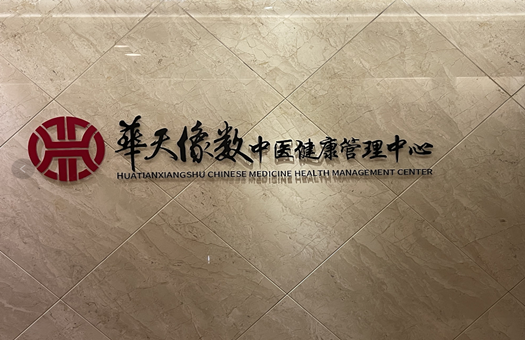 華天像数中医健康管理中心
HUATIANXIANGSHU CHINESE MEDICINE HEALTH MANAGEMENT CENTER